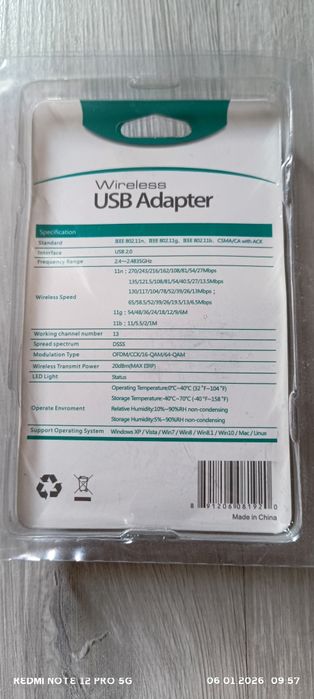 Wireless
USB Adapter
Specification
Standard IEEE 802.11n, IEEE 802.11g, IEEE 802.11b, CSMA/CA with ACK
Tninrface USB 2.0
Frequency Range 2.4~2.4835GHz
11n : 270/243/216/162/108/81/54/27Mbps
135/121.5/108/81/54/40.5/27/13.5Mbps
130/117/104/78/52/39/26/13Mbps ;
Wireless Speed
65/58.5/52/39/26/19.5/13/6.5Mbps
11g : 54/48/36/24/18/12/9/6M
11b : 11/5.5/2/1M
Working channel number 13
Spread spectrum DSSS
Modulation Type OFDM/CCK/16-QAM/64-QAM
Wireless Transmit Power 20dBm(MAX EIRP)
LED Light Status
Operating Temperature:0℃~40℃ (32 °F~104 °F)
Storage Temperature:-40℃~70℃ (-40 °F~158 °F)
Operate Enviroment Relative Humidity:10%~90%RH non-condensing
Storage Humidity:5%~90%RH non-condensing
Support Operating System Windows XP / Vista / Win7 / Win8 / Win8.1 / Win10 / Mac / Linus
8 91206 08192 0
Made in China
REDMI NOTE 12 PRO 5G 06.01.2026 09:57